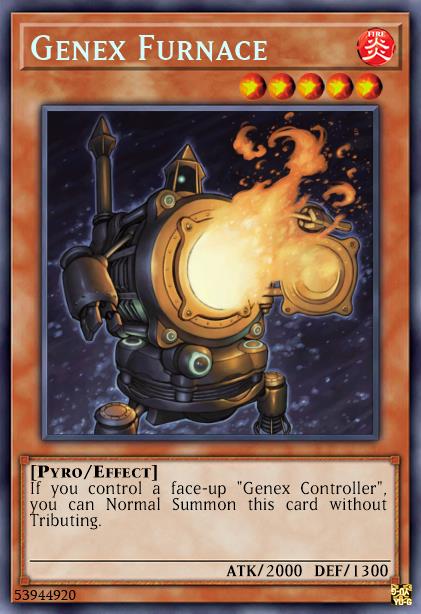 Genex Furnace
FIRE
炎
[Pyro/Effect]
If you control a face-up "Genex Controller",
you can Normal Summon this card without
Tributing.
ATK/2000 DEF/1300
53944920